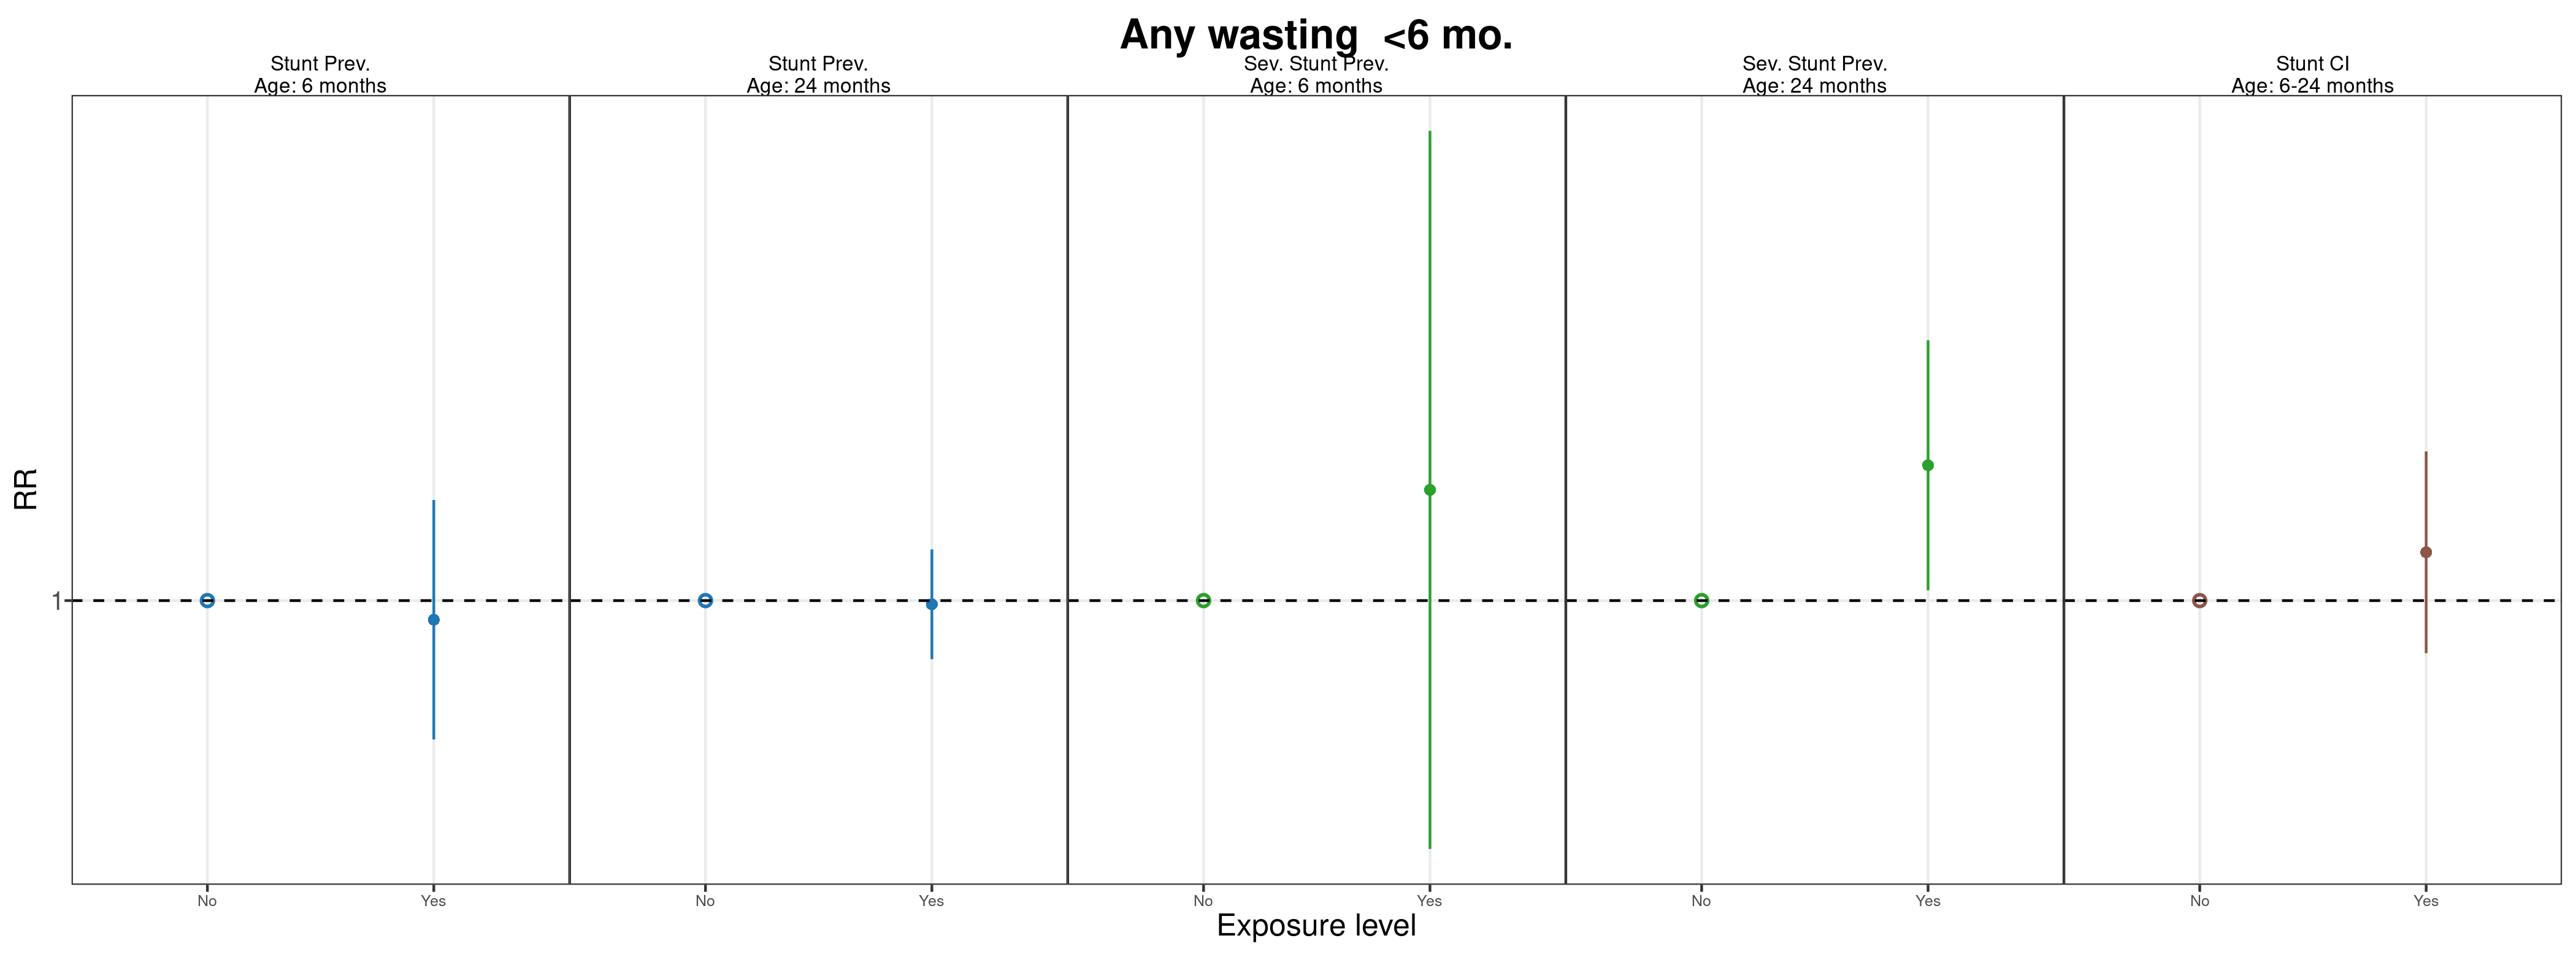 Any wasting  <6 mo.
Stunt Prev.
Age: 6 months
Stunt Prev.
Age: 24 months
Sev. Stunt Prev.
Age: 6 months
Sev. Stunt Prev.
Age: 24 months
Stunt CI
Age: 6-24 months
RR
1
No
Yes
No
Yes
No
Yes
No
Yes
No
Yes
Exposure level